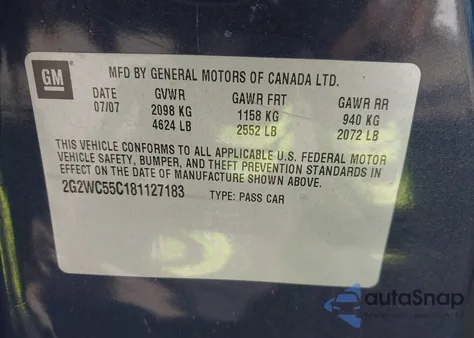 GM MFD BY GENERAL MOTORS OF CANADA LTD.
DATE GVWR GAWR FRT GAWR RR
07/07 2098 KG 1158 KG 940 KG
4624 LB 2552 LB 2072 LB
THIS VEHICLE CONFORMS TO ALL APPLICABLE U.S. FEDERAL MOTOR
VEHICLE SAFETY, BUMPER, AND THEFT PREVENTION STANDARDS IN
EFFECT ON THE DATE OF MANUFACTURE SHOWN ABOVE.
2G2WC55C181127183 TYPE: PASS CAR
autaSnap